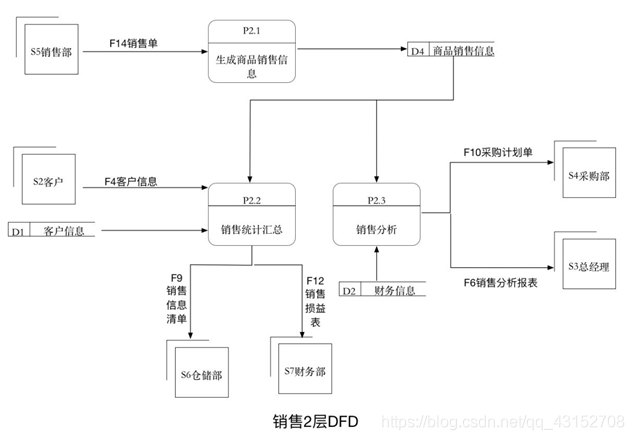 F14销售单
S5销售部
P2.1
生成商品销售信
息
D4 商品销售信息
S2客户
F4客户信息
D1 客户信息
P2.2
销售统计汇总
P2.3
销售分析
F10采购计划单
S4采购部
S3总经理
F6销售分析报表
D2 财务信息
F9
销售
信息
清单
F12
销售
损益
表
S6仓储部
S7财务部
销售2层DFD
https://blog.csdn.net/qq_43152708